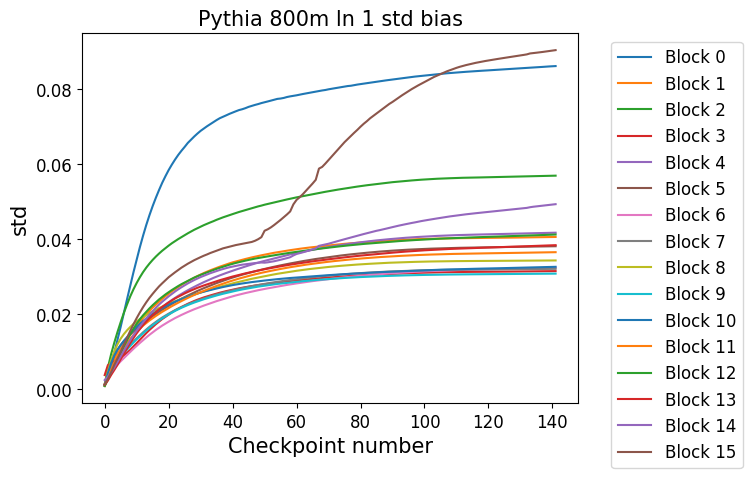 Pythia 800m ln 1 std bias
std
0.08
0.06
0.04
0.02
0.00
0 20 40 60 80 100 120 140
Checkpoint number
Block 0
Block 1
Block 2
Block 3
Block 4
Block 5
Block 6
Block 7
Block 8
Block 9
Block 10
Block 11
Block 12
Block 13
Block 14
Block 15